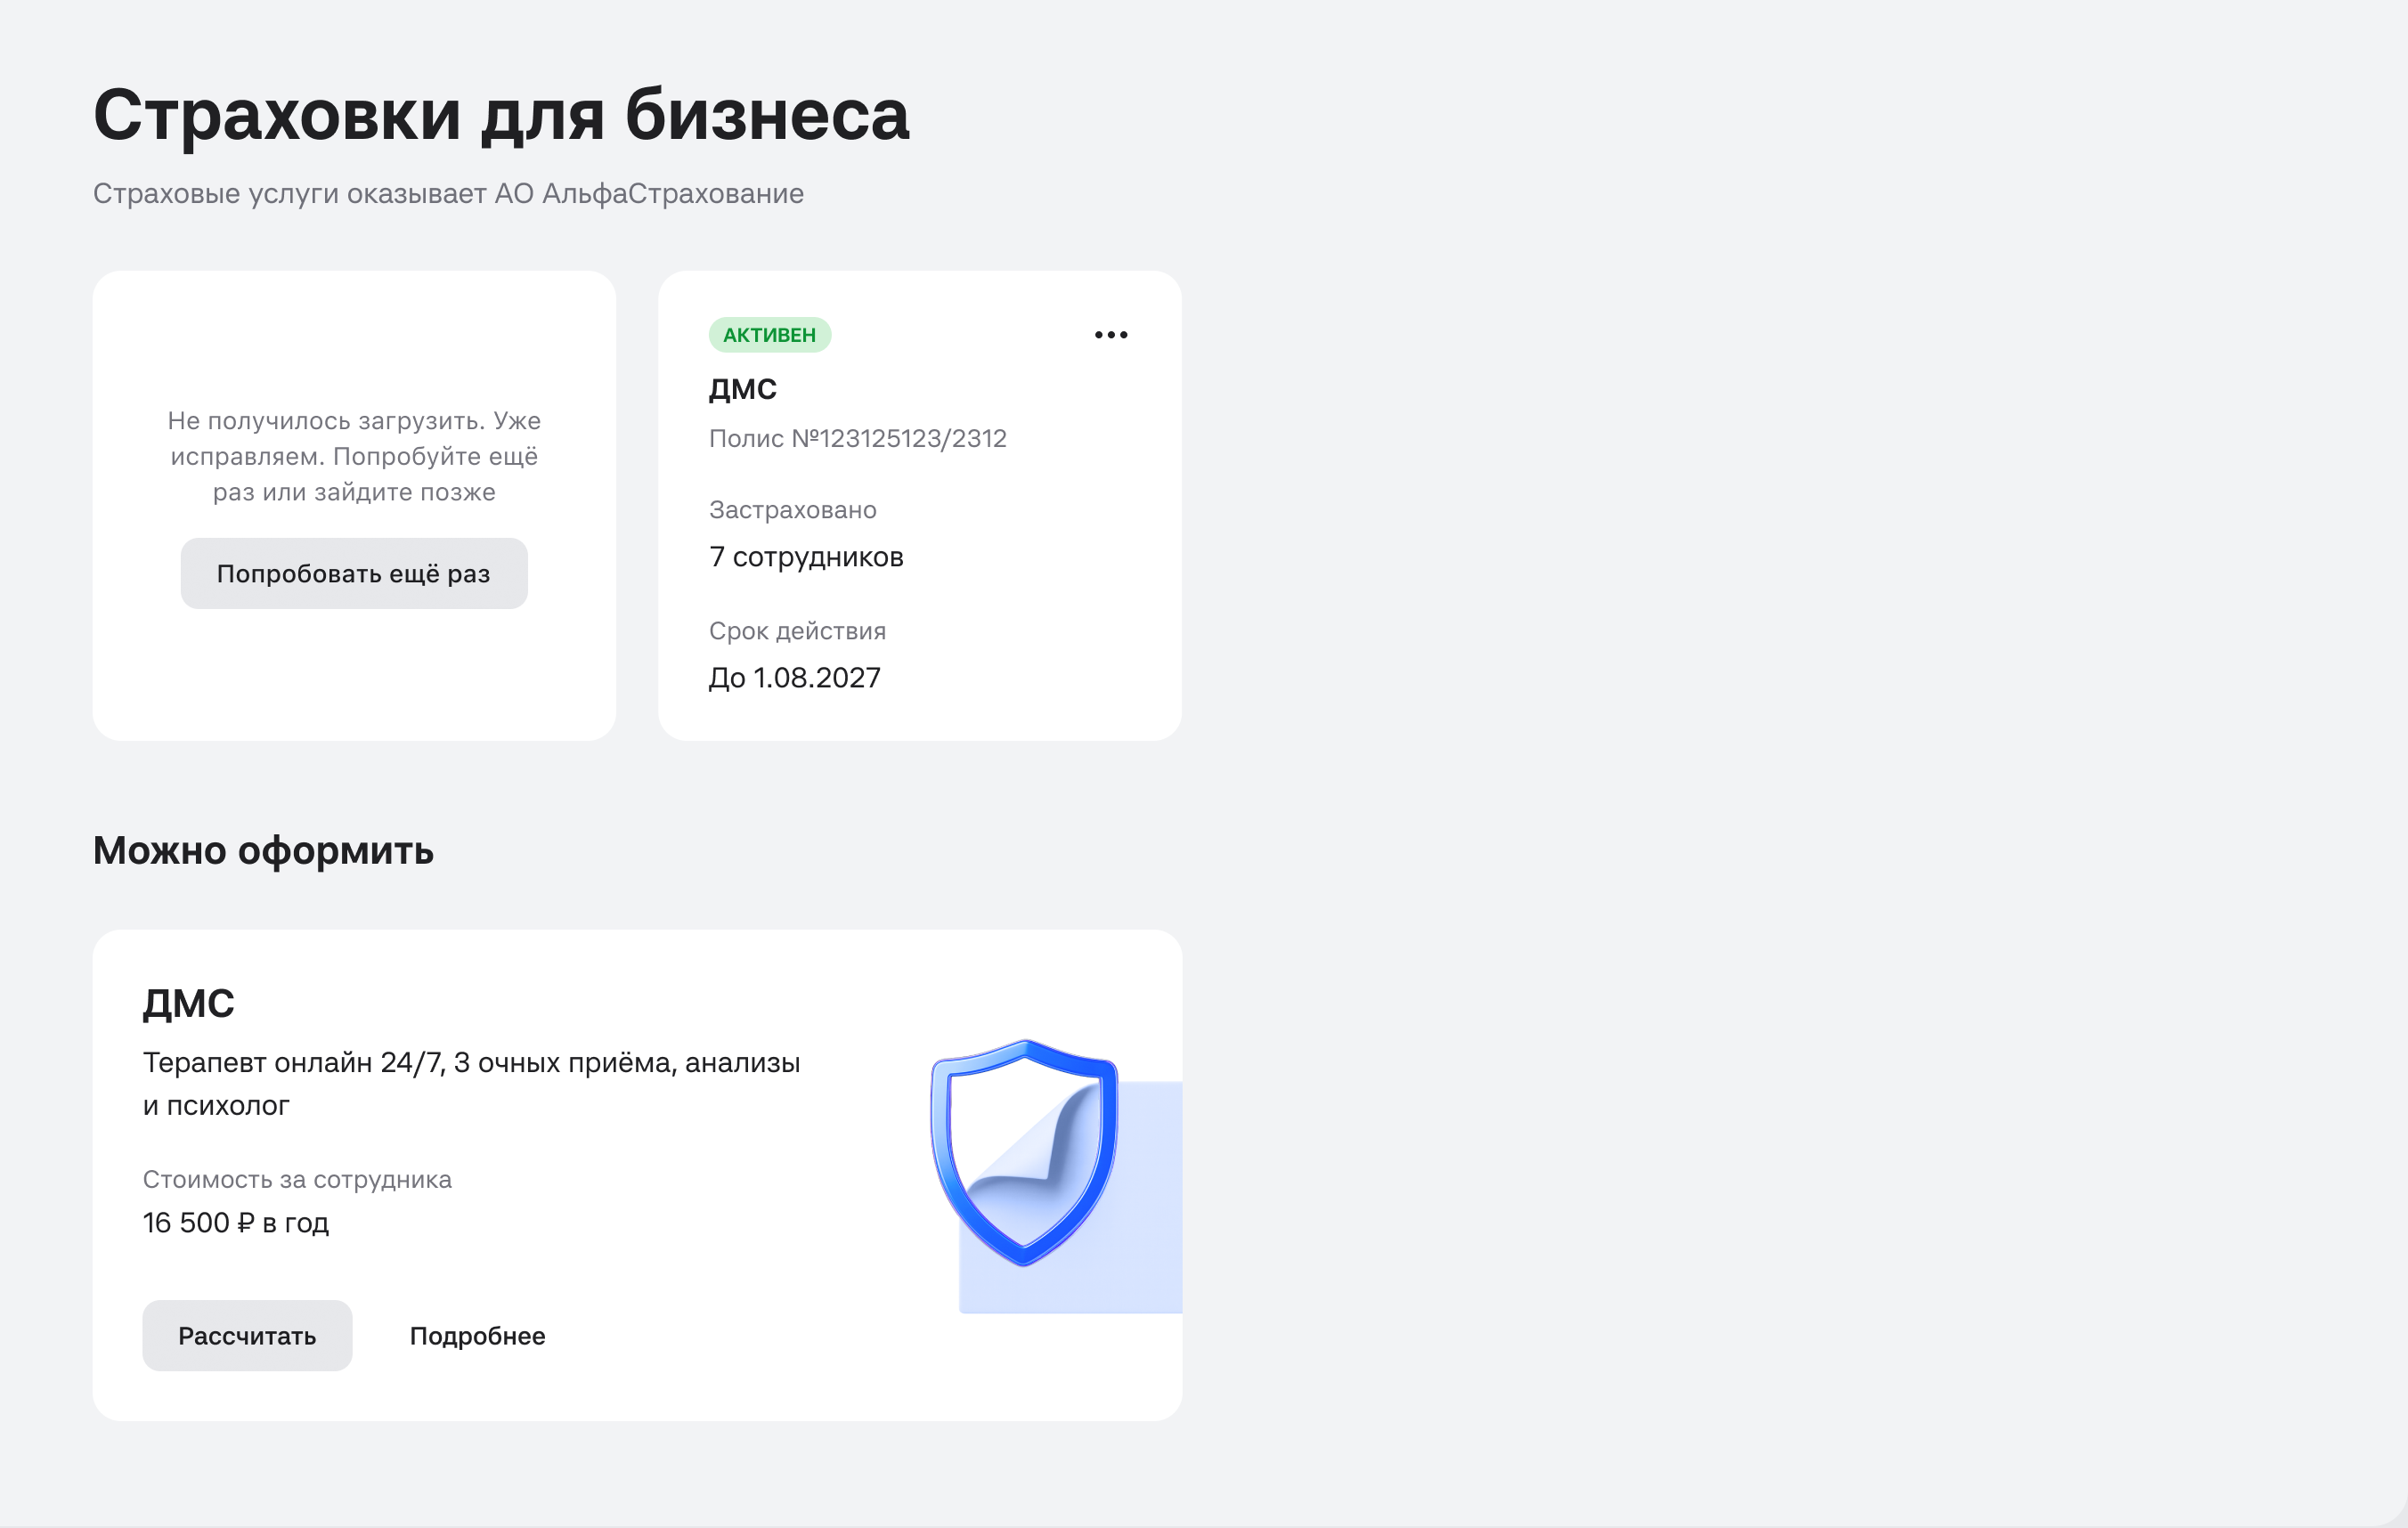 Страховки для бизнеса
Страховые услуги оказывает АО АльфаСтрахование
Не получилось загрузить. Уже
исправляем. Попробуйте ещё
раз или зайдите позже
Попробовать ещё раз
АКТИВЕН
ДМС
Полис №123125123/2312
Застраховано
7 сотрудников
Срок действия
До 1.08.2027
Можно оформить
ДМС
Терапевт онлайн 24/7, 3 очных приёма, анализы
и психолог
Стоимость за сотрудника
16 500 ₽ в год
Рассчитать
Подробнее